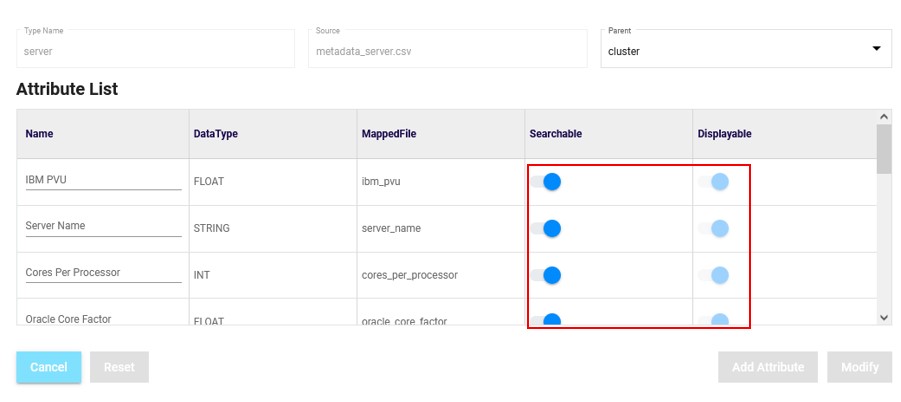 Type Name
Source
Parent
server
metadata_server.csv
cluster
Attribute List
Name DataType MappedFile Searchable Displayable
IBM PVU FLOAT ibm_pvu
Server Name STRING server_name
Cores Per Processor INT cores_per_processor
Oracle Core Factor FLOAT oracle_core_factor
Cancel Reset Add Attribute Modify